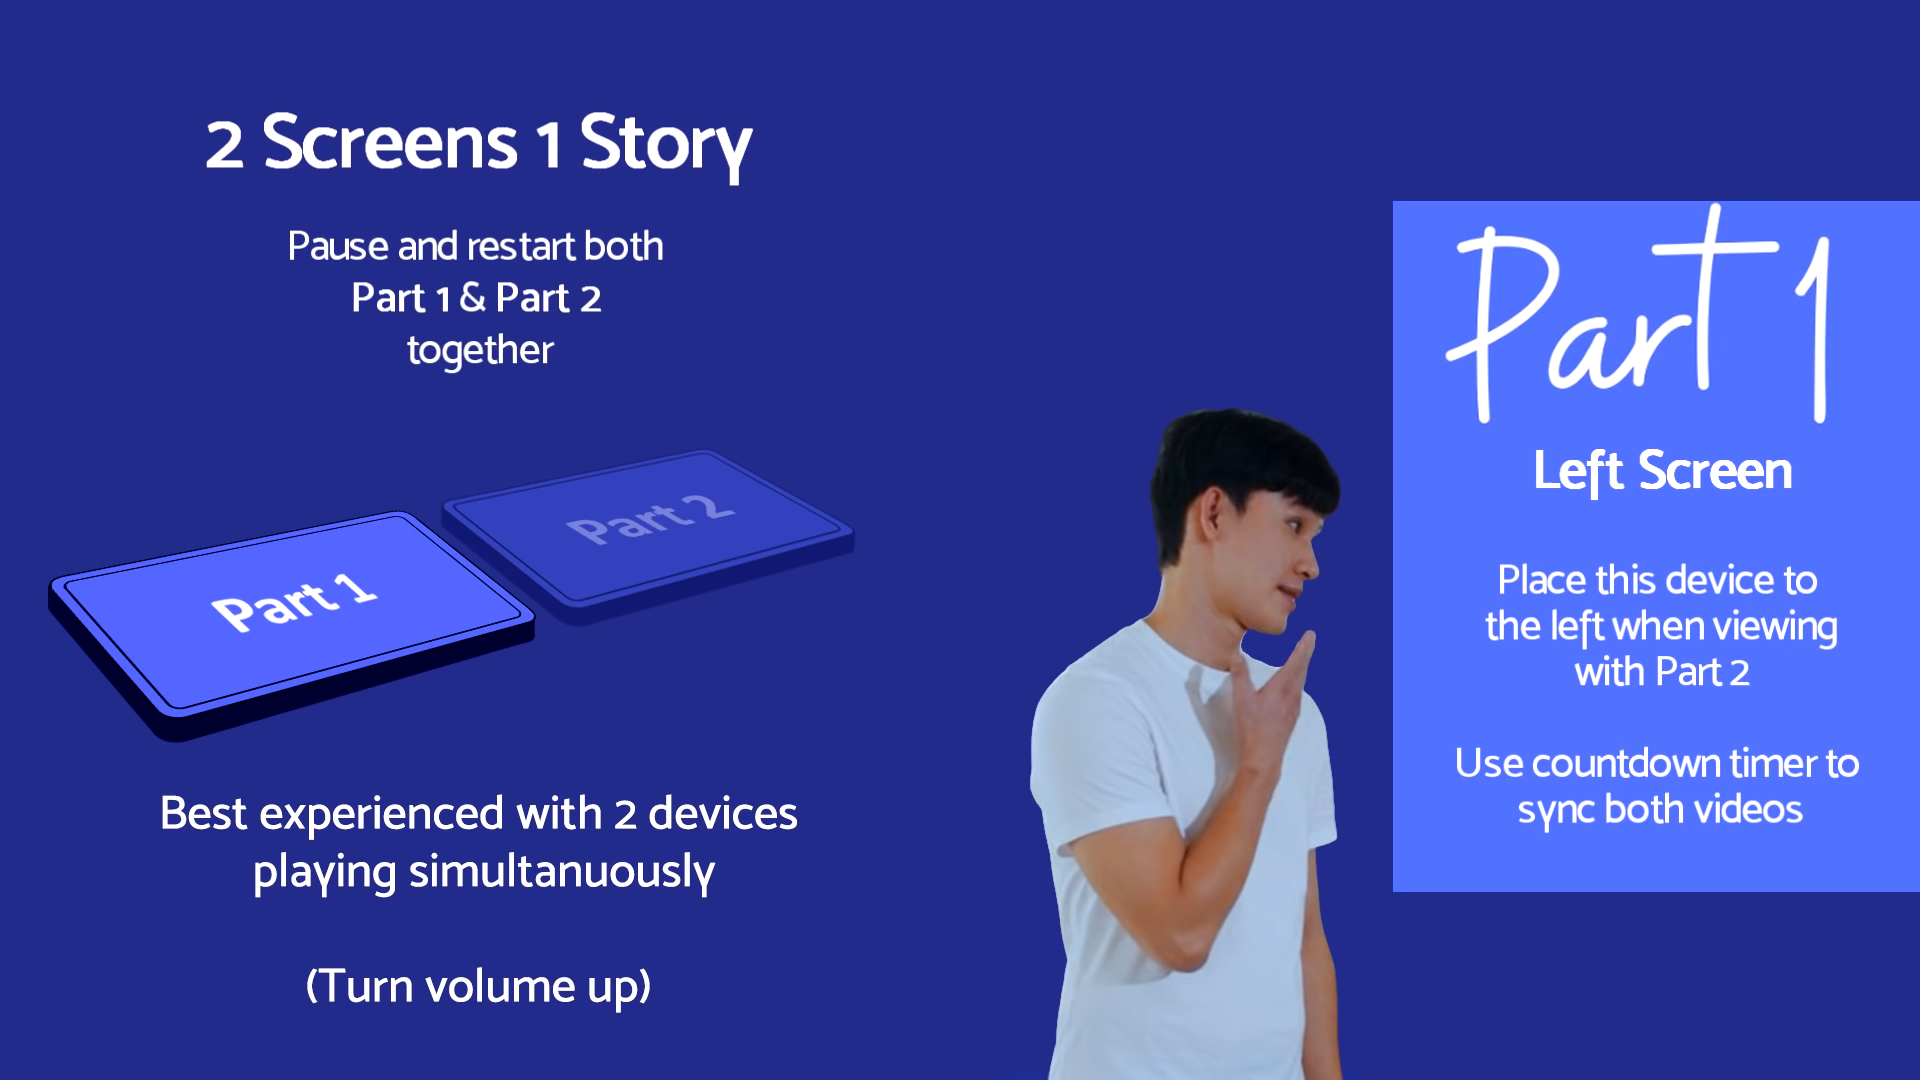 2 Screens 1 Story
Pause and restart both
Part 1 & Part 2
together
Part 1
Part 2
Best experienced with 2 devices
playing simultanuously
(Turn volume up)
Part 1
Left Screen
Place this device to
the left when viewing
with Part 2
Use countdown timer to
sync both videos